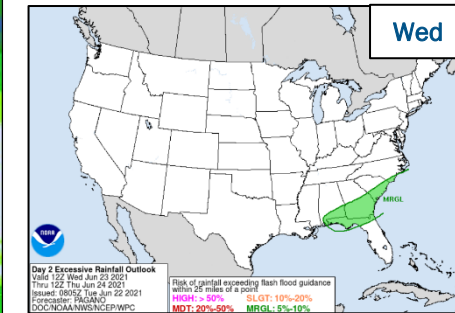 Wed
MRGL
NOAA
Day 2 Excessive Rainfall Outlook
Valid 12Z Wed Jun 23 2021
Thru 12Z Thu Jun 24 2021
Issued: 0805Z Tue Jun 22 2021
Forecaster: PAGANO
DOC/NOAA/NWS/NCEP/WPC
Risk of rainfall exceeding flash flood guidance
within 25 miles of a point
HIGH: > 50% SLGT: 10%-20%
MDT: 20%-50% MRGL: 5%-10%